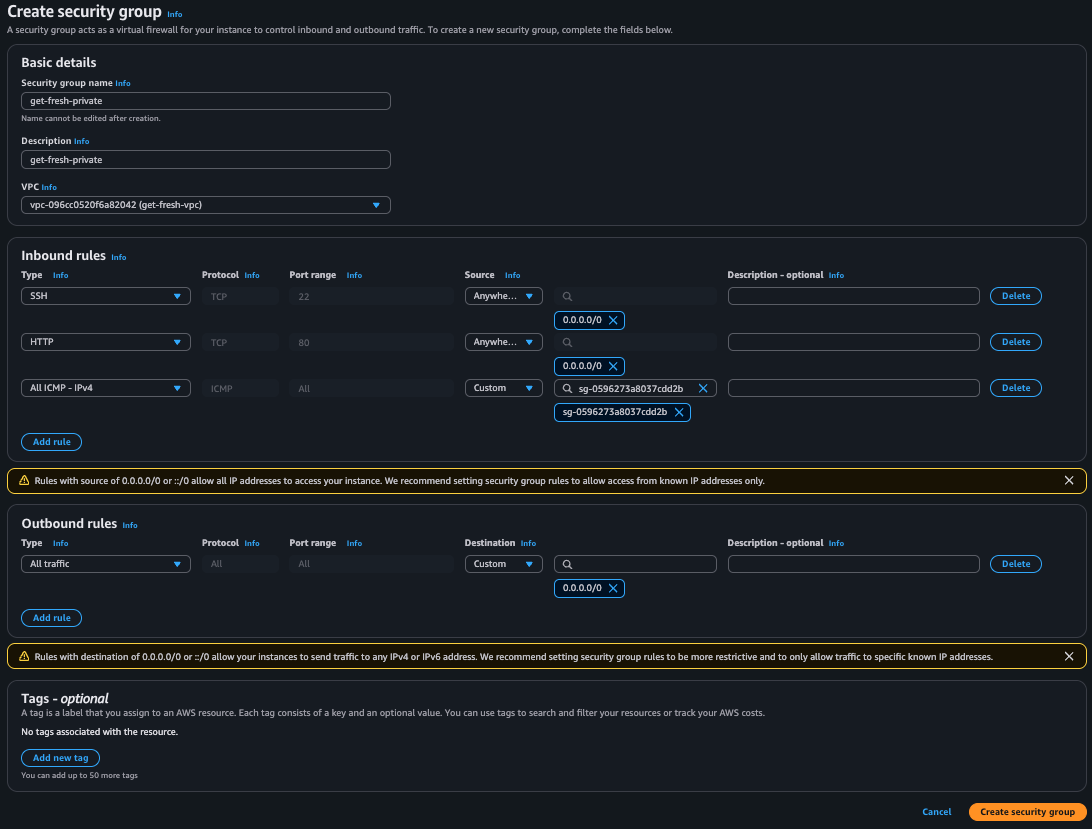 Create security group Info
A security group acts as a virtual firewall for your instance to control inbound and outbound traffic. To create a new security group, complete the fields below.
Basic details
Security group name Info
get-fresh-private
Name cannot be edited after creation.
Description Info
get-fresh-private
VPC Info
vpc-096cc0520f6a82042 (get-fresh-vpc)
Inbound rules Info
Type Info Protocol Info Port range Info Source Info Description - optional Info
SSH TCP 22 Anywhe... Delete
0.0.0.0/0
HTTP TCP 80 Anywhe... Delete
0.0.0.0/0
All ICMP - IPv4 ICMP All Custom sg-0596273a8037cdd2b Delete
sg-0596273a8037cdd2b
Add rule
Rules with source of 0.0.0.0/0 or ::/0 allow all IP addresses to access your instance. We recommend setting security group rules to allow access from known IP addresses only.
Outbound rules Info
Type Info Protocol Info Port range Info Destination Info Description - optional Info
All traffic All All Custom Delete
0.0.0.0/0
Add rule
Rules with destination of 0.0.0.0/0 or ::/0 allow your instances to send traffic to any IPv4 or IPv6 address. We recommend setting security group rules to be more restrictive and to only allow traffic to specific known IP addresses.
Tags - optional
A tag is a label that you assign to an AWS resource. Each tag consists of a key and an optional value. You can use tags to search and filter your resources or track your AWS costs.
No tags associated with the resource.
Add new tag
You can add up to 50 more tags
Cancel Create security group